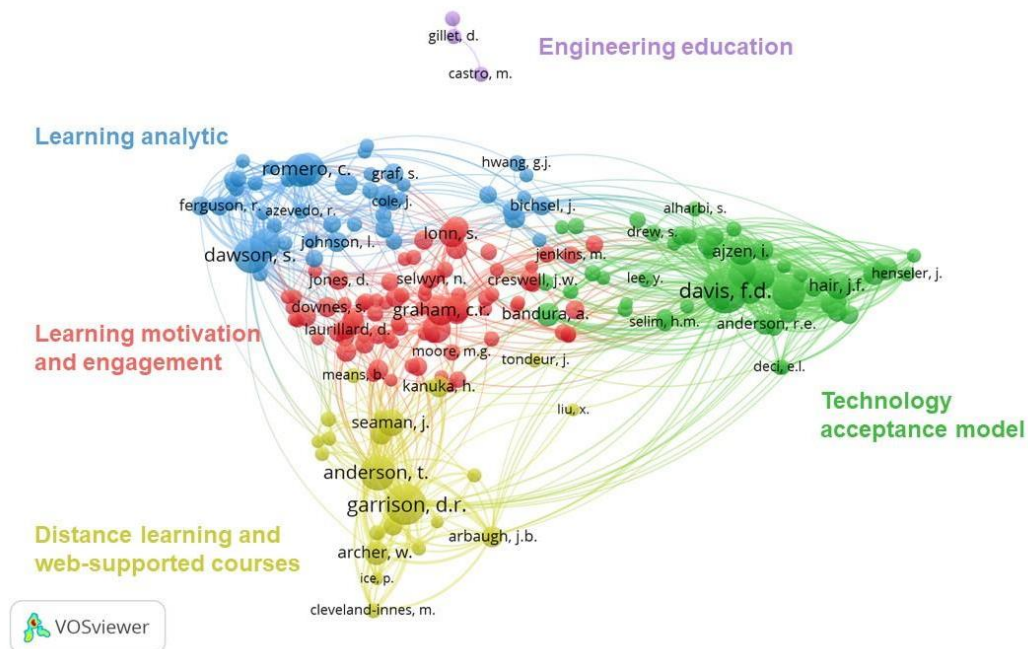 gillet, d.
Engineering education
castro, m.
Learning analytic
romero, c.
graf, s.
hwang, g.j.
ferguson, r.
azevedo, r.
cole, j.
bichsel, j.
alharbi, s.
johnson, l.
lonn, s.
drew, s.
dawson, s.
jenkins, m.
ajzen, i.
jones, d.
selwyn, n.
creswell, j.w.
lee, y.
henseler, j.
davis, f.d.
hair, j.f.
downes, s.
graham, c.r.
bandura, a.
selim, h.m.
anderson, r.e.
laurillard, d.
Learning motivation
and engagement
moore, m.g.
tondeur, j.
means, b.
kanuka, h.
deci, e.l.
liu, x.
Technology
acceptance model
seaman, j.
anderson, t.
garrison, d.r.
Distance learning and
web-supported courses
arbaugh, j.b.
archer, w.
ice, p.
cleveland-innes, m.
VOSviewer